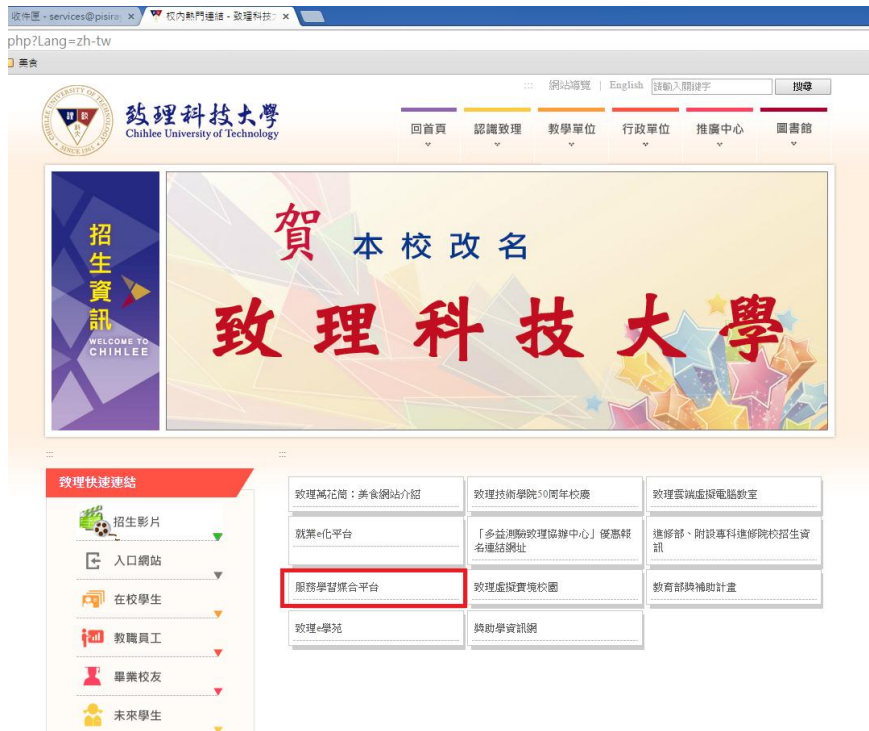 收件匣 - services@pisira
校內熱門連結 - 致理科技大
php?Lang=zh-tw
美食
::: 網站導覽 | English 請輸入關鍵字 搜尋
致理科技大學
Chihlee University of Technology
SINCE 1965
回首頁 認識致理 教學單位 行政單位 推廣中心 圖書館
招生資訊
WELCOME TO
CHIHLEE
賀 本校改名
致理科技大學
:::
:::
致理快速連結
招生影片
入口網站
在校學生
教職員工
畢業校友
未來學生
致理萬花筒：美食網站介紹 致理技術學院50周年校慶 致理雲端虛擬電腦教室
就業e化平台 「多益測驗致理協辦中心」優惠報
名連結網址 進修部、附設專科進修院校招生資
訊
服務學習媒合平台 致理虛擬實境校園 教育部獎補助計畫
致理e學苑 獎助學資訊網